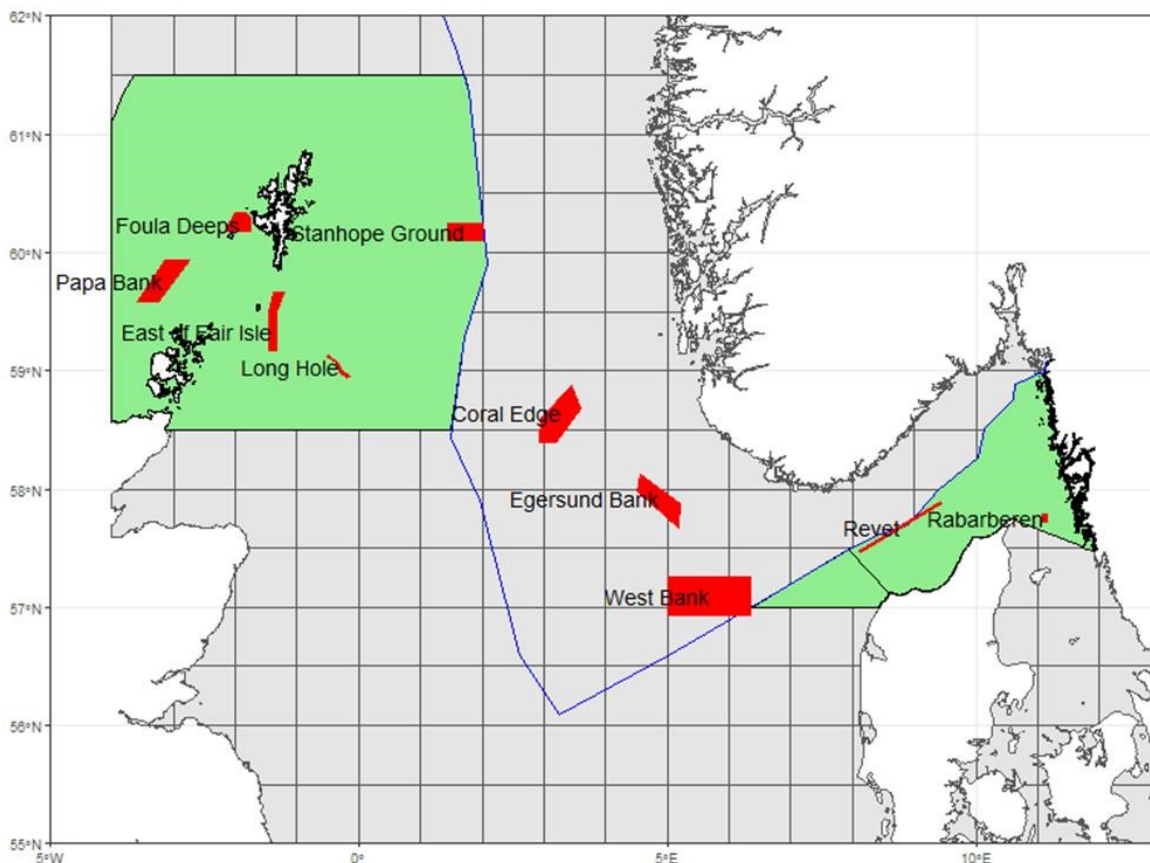 62°N
61°N
Foula Deeps
Stanhope Ground
60°N
Papa Bank
East of Fair Isle
Long Hole
59°N
Coral Edge
58°N
Egersund Bank
Revet
Rabarberen
57°N
West Bank
56°N
55°N
5°W
0°
5°E
10°E